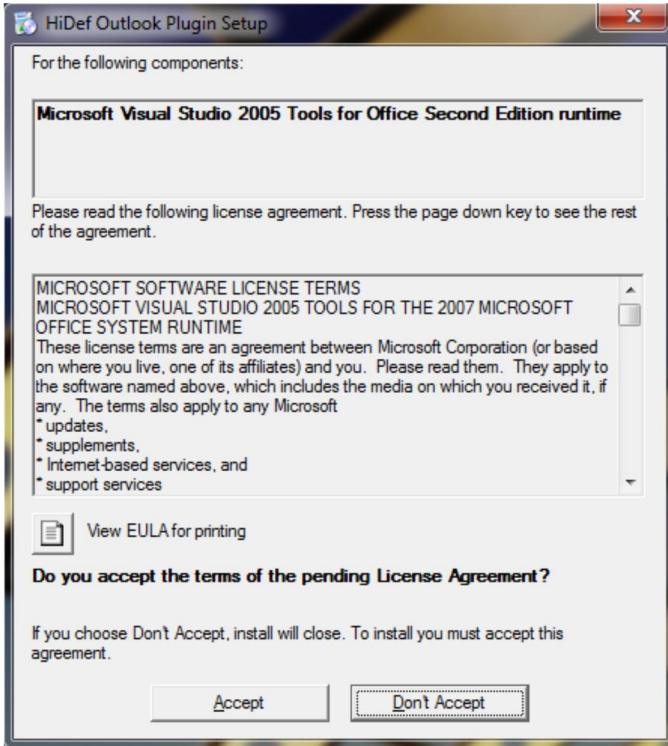 HiDef Outlook Plugin Setup
For the following components:
Microsoft Visual Studio 2005 Tools for Office Second Edition runtime
Please read the following license agreement. Press the page down key to see the rest
of the agreement.
MICROSOFT SOFTWARE LICENSE TERMS
MICROSOFT VISUAL STUDIO 2005 TOOLS FOR THE 2007 MICROSOFT
OFFICE SYSTEM RUNTIME
These license terms are an agreement between Microsoft Corporation (or based
on where you live, one of its affiliates) and you.  Please read them.  They apply to
the software named above, which includes the media on which you received it, if
any.  The terms also apply to any Microsoft
* updates,
* supplements,
* Internet-based services, and
* support services
View EULA for printing
Do you accept the terms of the pending License Agreement?
If you choose Don't Accept, install will close. To install you must accept this
agreement.
Accept
Don't Accept